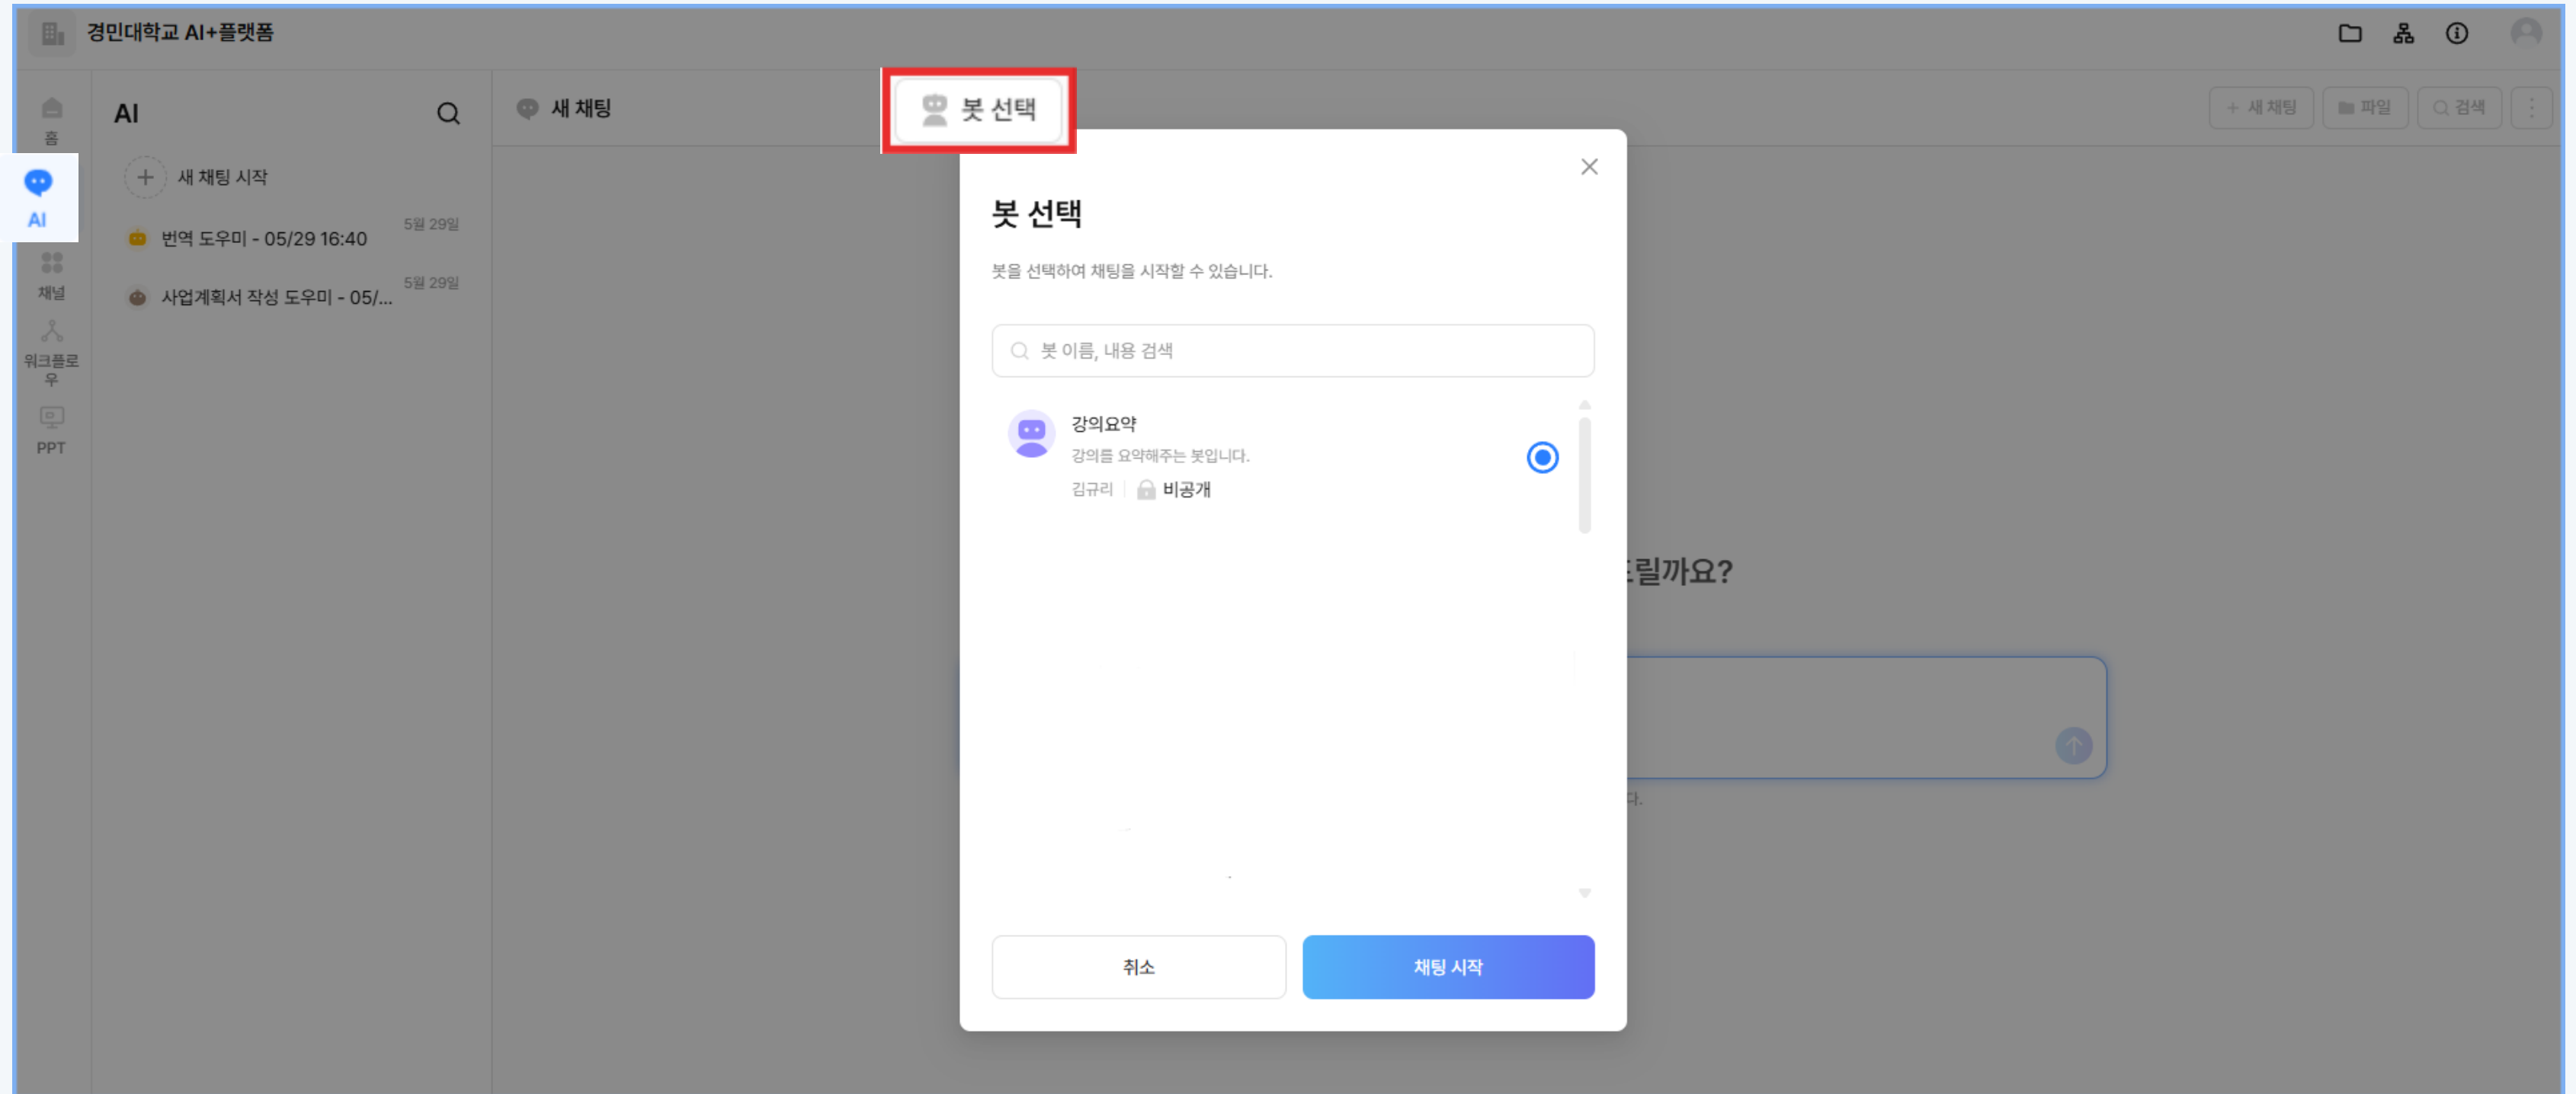 경민대학교 AI+플랫폼
홈
AI
채널
워크플로
우
PPT
AI
새 채팅 시작
번역 도우미 - 05/29 16:40
5월 29일
사업계획서 작성 도우미 - 05/...
5월 29일
새 채팅
봇 선택
+ 새 채팅
파일
검색
봇 선택
봇을 선택하여 채팅을 시작할 수 있습니다.
봇 이름, 내용 검색
강의요약
강의를 요약해주는 봇입니다.
김규리
비공개
릴까요?
다.
취소
채팅 시작